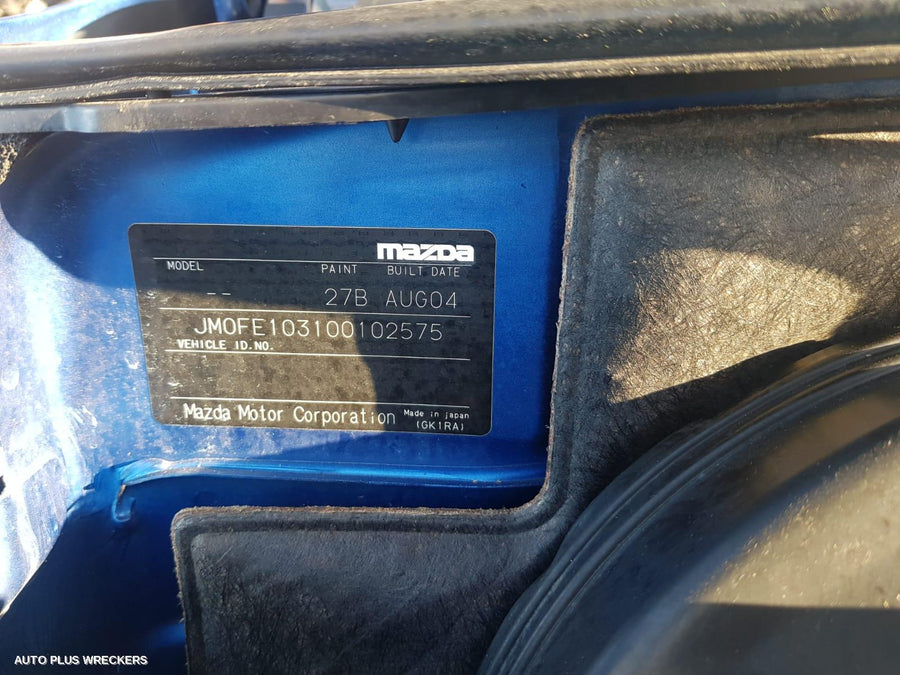 mazda
MODEL PAINT BUILT DATE
-- 27B AUG04
JM0FE103100102575
VEHICLE ID.NO.
Mazda Motor Corporation Made in japan
(GK1RA)
AUTO PLUS WRECKERS